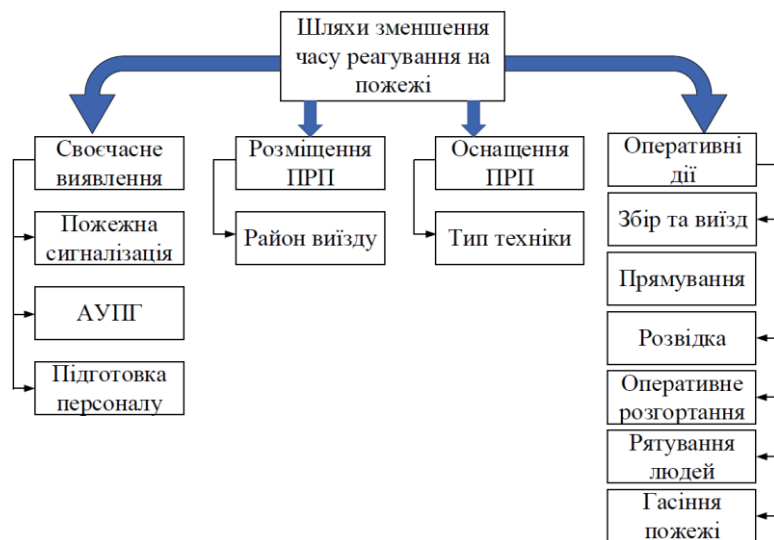 Шляхи зменшення
часу реагування на
пожежі
Своєчасне
виявлення
Пожежна
сигналізація
АУПГ
Підготовка
персоналу
Розміщення
ПРП
Район виїзду
Оснащення
ПРП
Тип техніки
Оперативні
дії
Збір та виїзд
Прямування
Розвідка
Оперативне
розгортання
Рятування
людей
Гасіння
пожежі